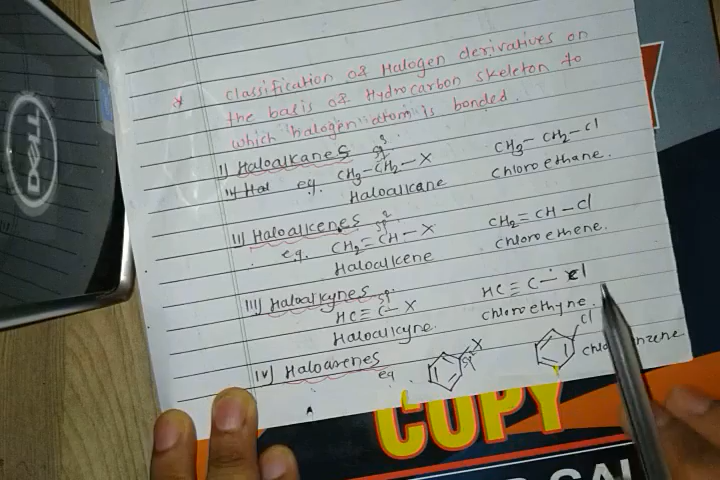 DELL
* Classification of Halogen derivatives on
the basis of Hydrocarbon skeleton to
which halogen atom is bonded.
i) Haloalkanes
eg. CH3-CH2-X sp3 CH3-CH2-Cl
Haloalkane chloroethane.
ii) Haloalkenes
e.g. CH2=CH-X sp2 CH2=CH-Cl
Haloalkene chloroethene.
iii) Haloalkynes
HC≡C-X sp HC≡C-Cl
Haloalkyne. chloroethyne.
iv) Haloarenes
eg. X sp2 Cl
COPY